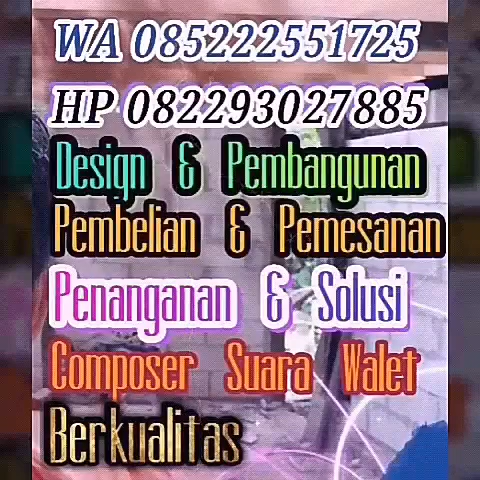 WA 085222551725
HP 082293027885
Design & Pembangunan
Pembelian & Pemesanan
Penanganan & Solusi
Composer Suara Walet
Berkualitas